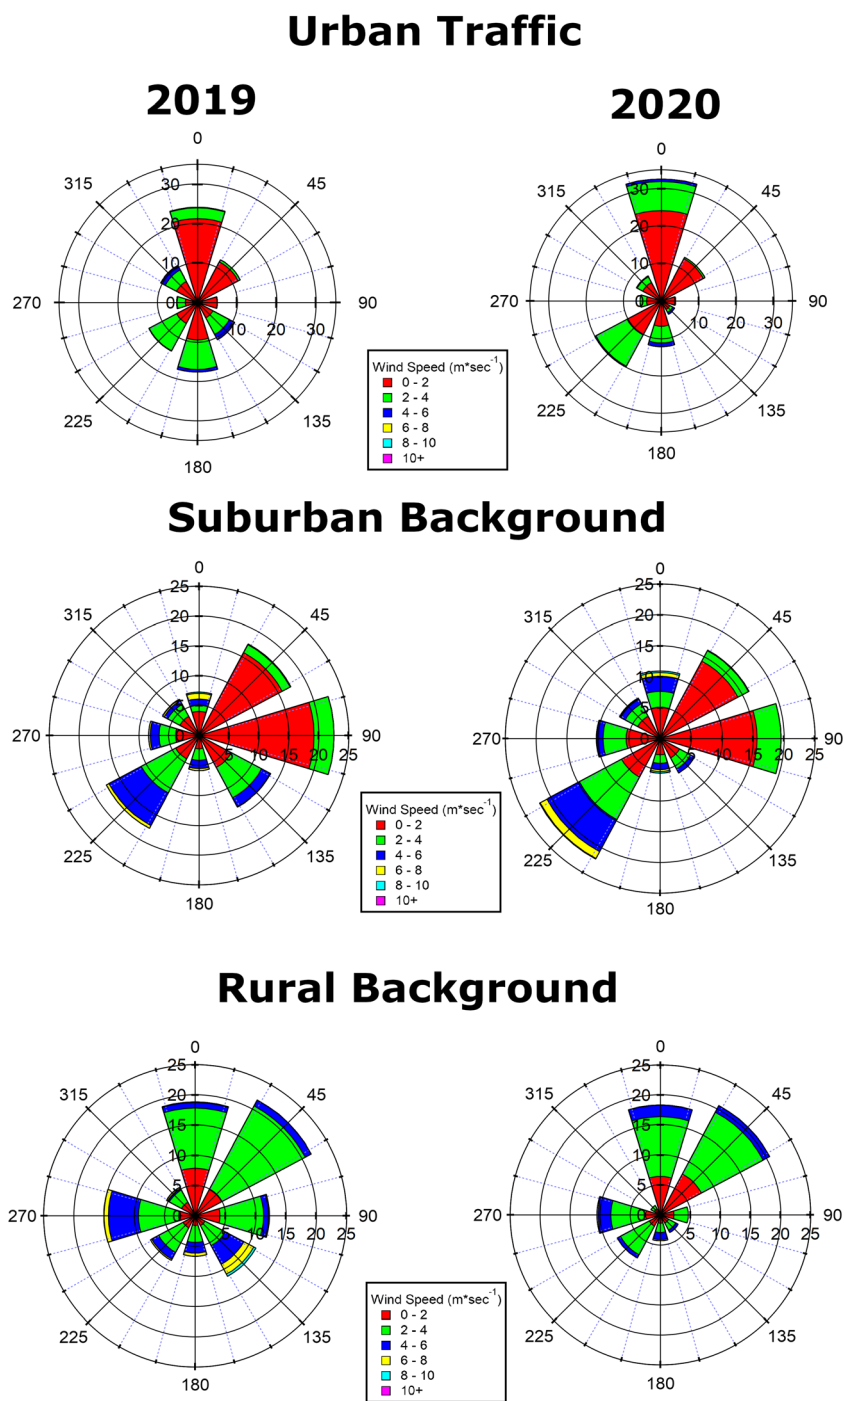 Urban Traffic
2019 2020
0 0
315 30 45 315 30 45
20 20
10 10
270 0 90 270 0 90
10 20 30 10 20 30
225 135 225 135
180 180
Wind Speed (m*sec-1)
0 - 2
2 - 4
4 - 6
6 - 8
8 - 10
10+
Suburban Background
0 0
25 25
315 20 45 315 20 45
15 15
10 10
5 5
270 0 90 270 0 90
5 10 15 20 25 5 10 15 20 25
225 135 225 135
180 180
Wind Speed (m*sec-1)
0 - 2
2 - 4
4 - 6
6 - 8
8 - 10
10+
Rural Background
0 0
25 25
315 20 45 315 20 45
15 15
10 10
5 5
270 0 90 270 0 90
5 10 15 20 25 5 10 15 20 25
225 135 225 135
180 180
Wind Speed (m*sec-1)
0 - 2
2 - 4
4 - 6
6 - 8
8 - 10
10+